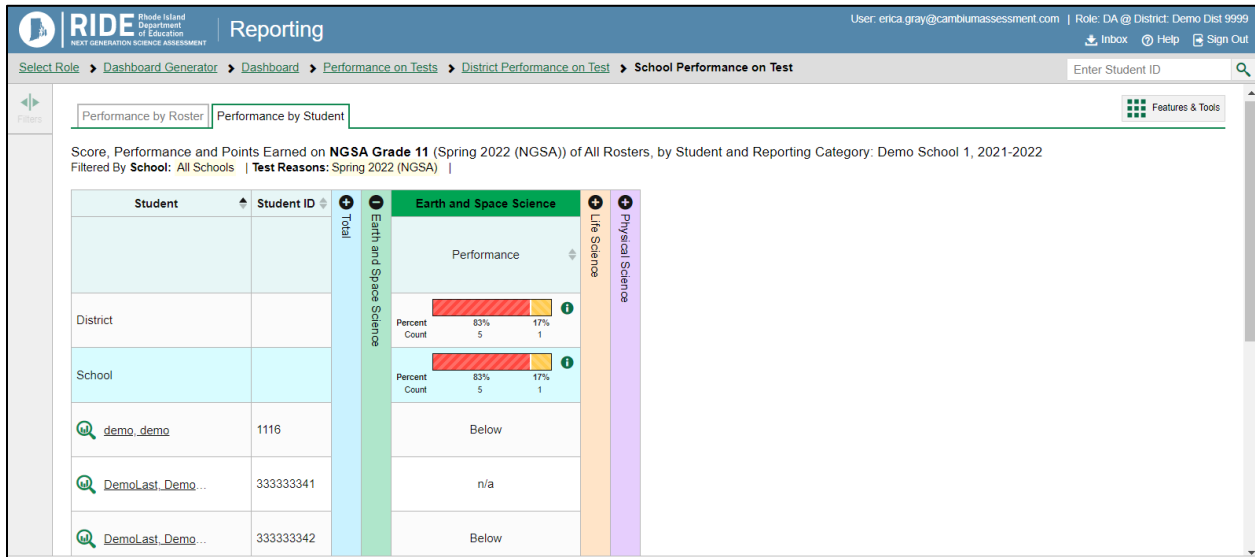 RIDE Rhode Island Department of Education
NEXT GENERATION SCIENCE ASSESSMENT
Reporting
User: erica.gray@cambiumassessment.com | Role: DA @ District: Demo Dist 9999
Inbox Help Sign Out
Select Role Dashboard Generator Dashboard Performance on Tests District Performance on Test School Performance on Test
Enter Student ID
Filters
Performance by Roster Performance by Student
Features & Tools
Score, Performance and Points Earned on NGSA Grade 11 (Spring 2022 (NGSA)) of All Rosters, by Student and Reporting Category: Demo School 1, 2021-2022
Filtered By School: All Schools | Test Reasons: Spring 2022 (NGSA) |
Student Student ID Total Earth and Space Science Earth and Space Science Life Science Physical Science
Performance
District
Percent 83% 17%
Count 5 1
School
Percent 83% 17%
Count 5 1
demo, demo 1116 Below
DemoLast, Demo... 333333341 n/a
DemoLast, Demo... 333333342 Below